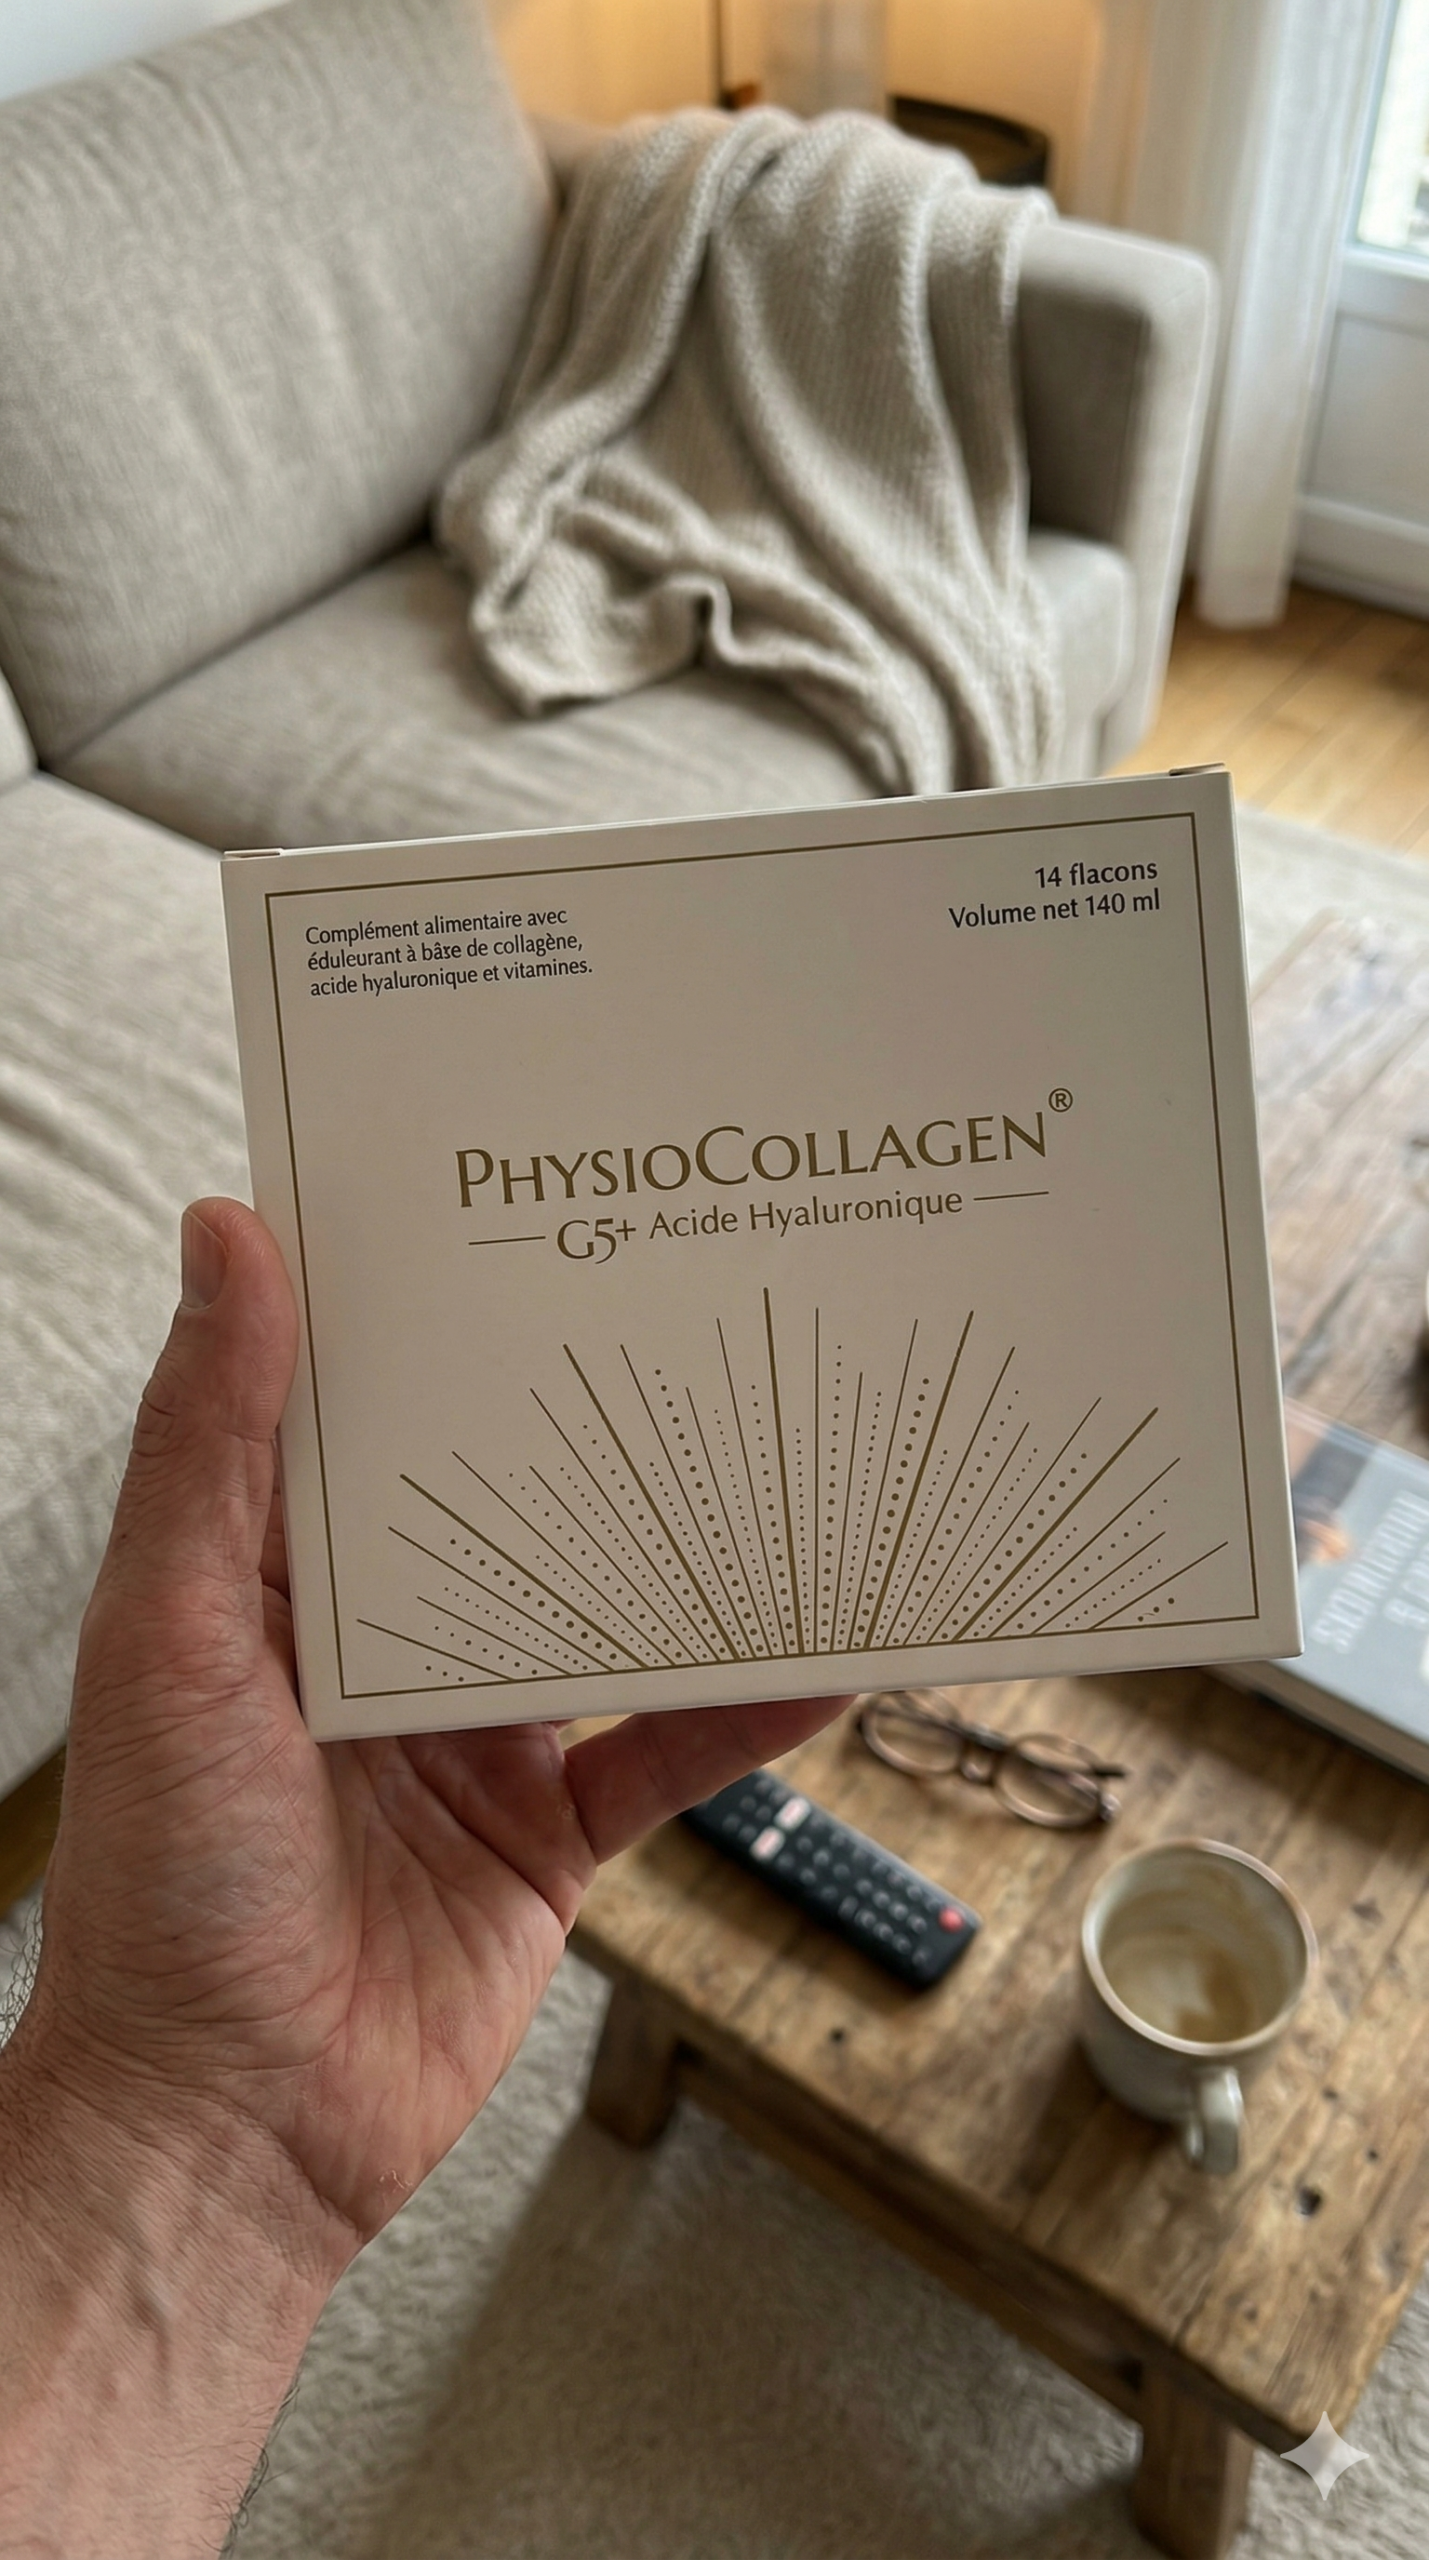 Complément alimentaire avec
éduleurant à bâse de collagène,
acide hyaluronique et vitamines.
14 flacons
Volume net 140 ml
PHYSIOCOLLAGEN®
G5+ Acide Hyaluronique